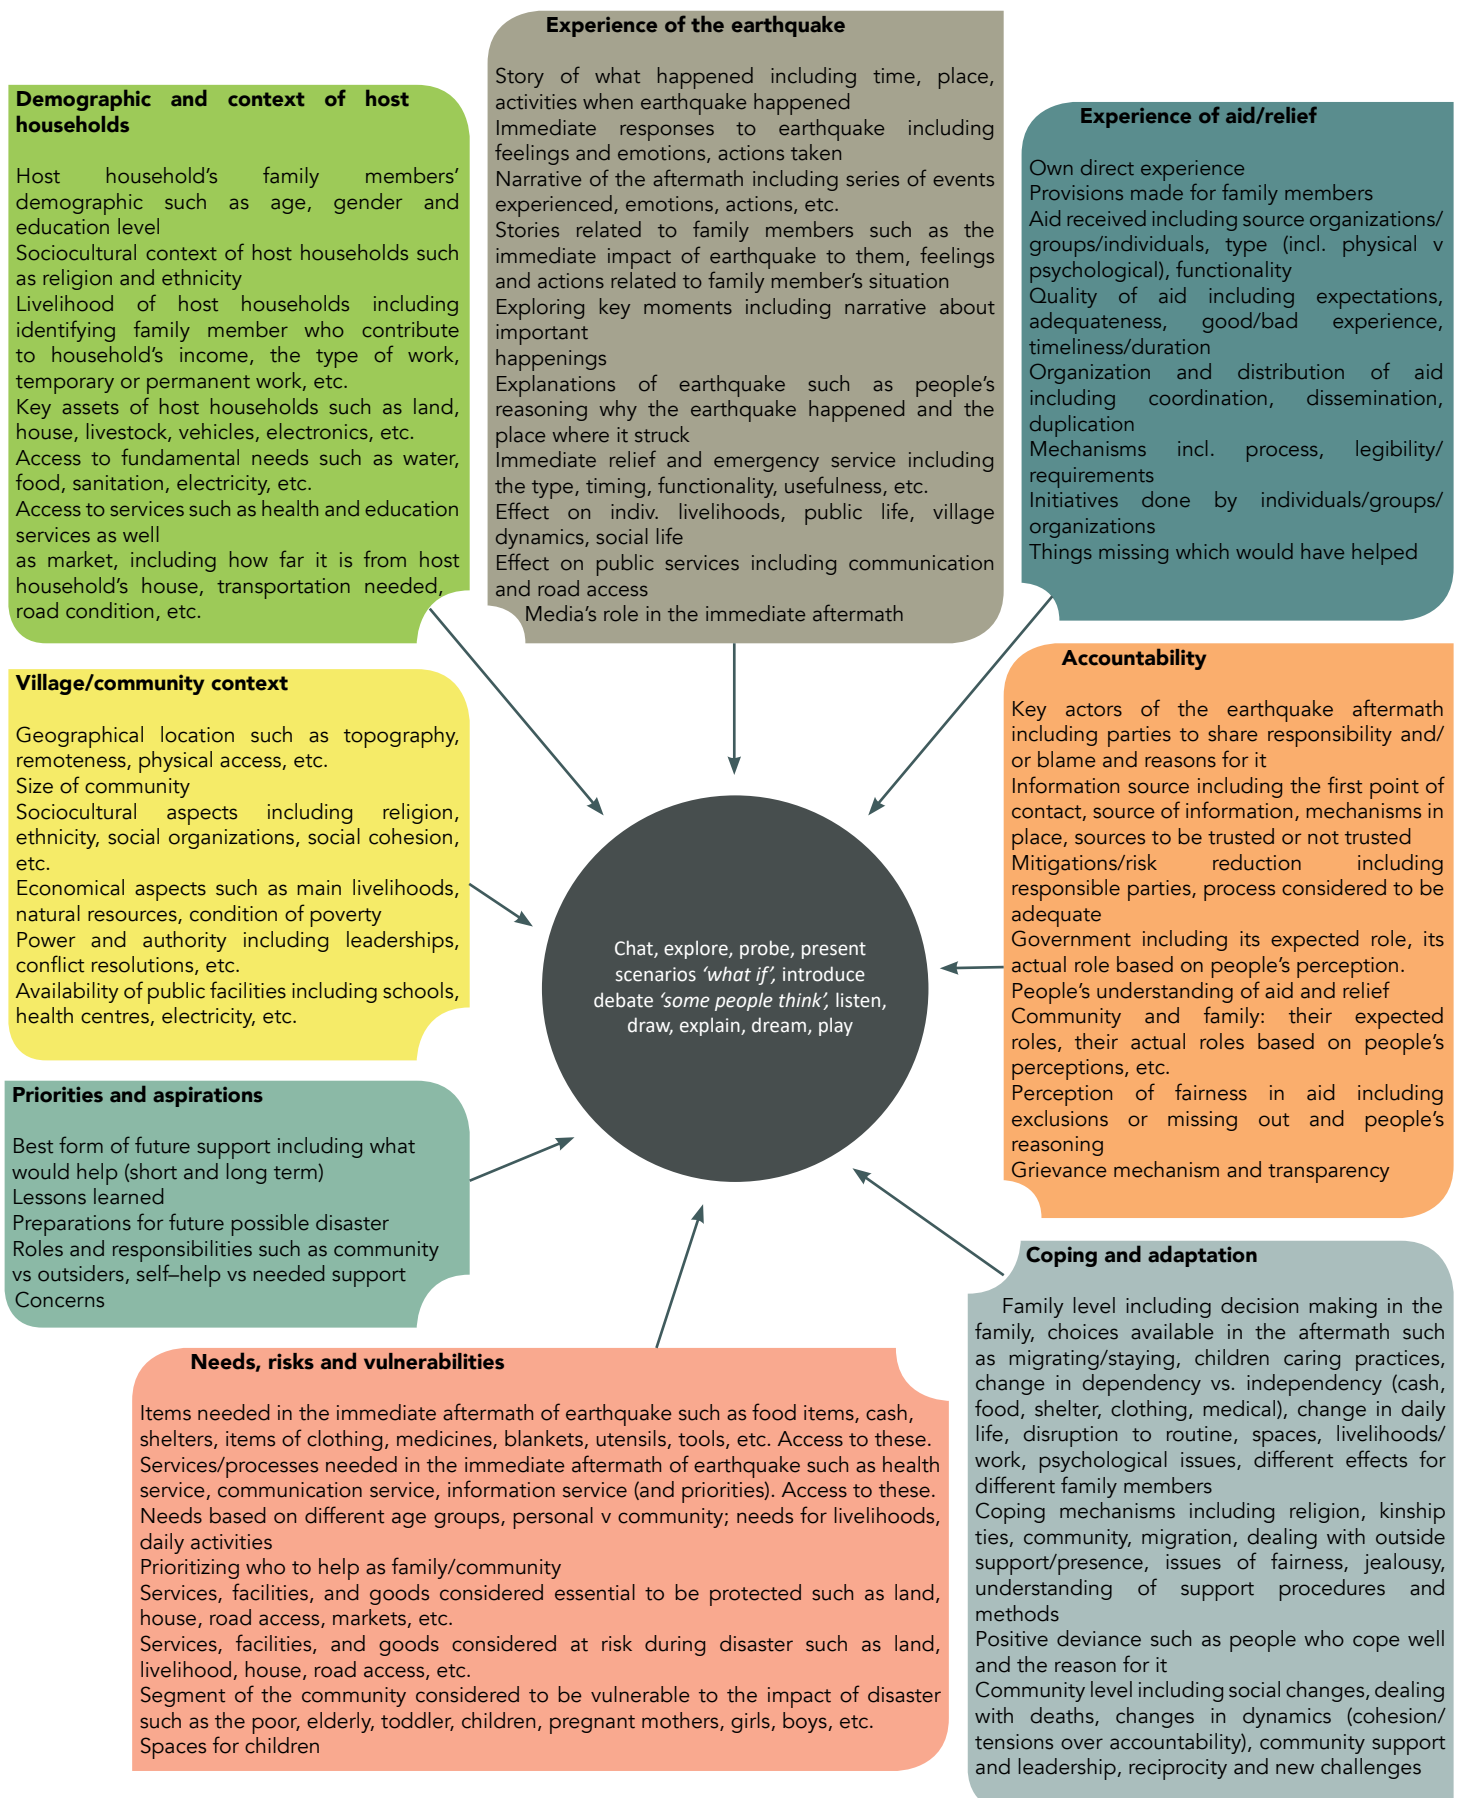 Experience of the earthquake
Story of what happened including time, place,
activities when earthquake happened
Immediate responses to earthquake including
feelings and emotions, actions taken
Narrative of the aftermath including series of events
experienced, emotions, actions, etc.
Stories related to family members such as the
immediate impact of earthquake to them, feelings
and actions related to family member's situation
Exploring key moments including narrative about
important
happenings
Explanations of earthquake such as people's
reasoning why the earthquake happened and the
place where it struck
Immediate relief and emergency service including
the type, timing, functionality, usefulness, etc.
Effect on indiv. livelihoods, public life, village
dynamics, social life
Effect on public services including communication
and road access
Media's role in the immediate aftermath
Demographic and context of host
households
Host household's family members'
demographic such as age, gender and
education level
Sociocultural context of host households such
as religion and ethnicity
Livelihood of host households including
identifying family member who contribute
to household's income, the type of work,
temporary or permanent work, etc.
Key assets of host households such as land,
house, livestock, vehicles, electronics, etc.
Access to fundamental needs such as water,
food, sanitation, electricity, etc.
Access to services such as health and education
services as well
as market, including how far it is from host
household's house, transportation needed,
road condition, etc.
Experience of aid/relief
Own direct experience
Provisions made for family members
Aid received including source organizations/
groups/individuals, type (incl. physical v
psychological), functionality
Quality of aid including expectations,
adequateness, good/bad experience,
timeliness/duration
Organization and distribution of aid
including coordination, dissemination,
duplication
Mechanisms incl. process, legibility/
requirements
Initiatives done by individuals/groups/
organizations
Things missing which would have helped
Village/community context
Geographical location such as topography,
remoteness, physical access, etc.
Size of community
Sociocultural aspects including religion,
ethnicity, social organizations, social cohesion,
etc.
Economical aspects such as main livelihoods,
natural resources, condition of poverty
Power and authority including leaderships,
conflict resolutions, etc.
Availability of public facilities including schools,
health centres, electricity, etc.
Accountability
Key actors of the earthquake aftermath
including parties to share responsibility and/
or blame and reasons for it
Information source including the first point of
contact, source of information, mechanisms in
place, sources to be trusted or not trusted
Mitigations/risk reduction including
responsible parties, process considered to be
adequate
Government including its expected role, its
actual role based on people's perception.
People's understanding of aid and relief
Community and family: their expected
roles, their actual roles based on people's
perceptions, etc.
Perception of fairness in aid including
exclusions or missing out and people's
reasoning
Grievance mechanism and transparency
Chat, explore, probe, present
scenarios 'what if', introduce
debate 'some people think', listen,
draw, explain, dream, play
Priorities and aspirations
Best form of future support including what
would help (short and long term)
Lessons learned
Preparations for future possible disaster
Roles and responsibilities such as community
vs outsiders, self–help vs needed support
Concerns
Coping and adaptation
Family level including decision making in the
family, choices available in the aftermath such
as migrating/staying, children caring practices,
change in dependency vs. independency (cash,
food, shelter, clothing, medical), change in daily
life, disruption to routine, spaces, livelihoods/
work, psychological issues, different effects for
different family members
Coping mechanisms including religion, kinship
ties, community, migration, dealing with outside
support/presence, issues of fairness, jealousy,
understanding of support procedures and
methods
Positive deviance such as people who cope well
and the reason for it
Community level including social changes, dealing
with deaths, changes in dynamics (cohesion/
tensions over accountability), community support
and leadership, reciprocity and new challenges
Needs, risks and vulnerabilities
Items needed in the immediate aftermath of earthquake such as food items, cash,
shelters, items of clothing, medicines, blankets, utensils, tools, etc. Access to these.
Services/processes needed in the immediate aftermath of earthquake such as health
service, communication service, information service (and priorities). Access to these.
Needs based on different age groups, personal v community; needs for livelihoods,
daily activities
Prioritizing who to help as family/community
Services, facilities, and goods considered essential to be protected such as land,
house, road access, markets, etc.
Services, facilities, and goods considered at risk during disaster such as land,
livelihood, house, road access, etc.
Segment of the community considered to be vulnerable to the impact of disaster
such as the poor, elderly, toddler, children, pregnant mothers, girls, boys, etc.
Spaces for children